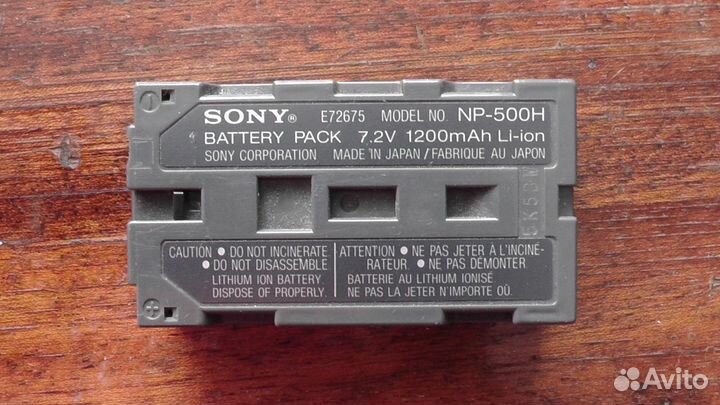 SONY® E72675 MODEL NO. NP-500H
BATTERY PACK 7.2V 1200mAh Li-ion
SONY CORPORATION MADE IN JAPAN/FABRIQUE AU JAPON
5K53W
CAUTION ● DO NOT INCINERATE.
● DO NOT DISASSEMBLE
LITHIUM ION BATTERY.
DISPOSE OF PROPERLY.
ATTENTION ● NE PAS JETER À L'INCINÉ-
RATEUR. ● NE PAS DEMONTER
BATTERIE AU LITHIUM IONISÉ
NE PAS LA JETER N'IMPORTE OÙ
Avito